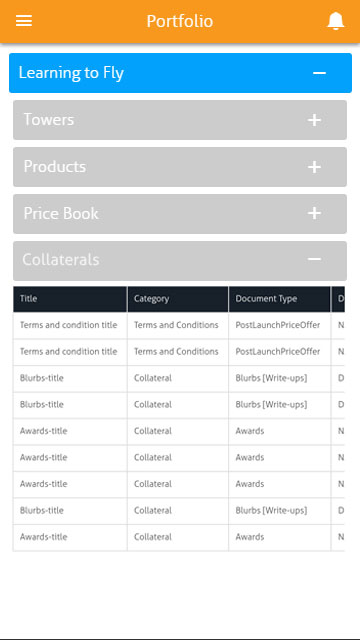 Portfolio
Learning to Fly
Towers
Products
Price Book
Collaterals
Title Category Document Type D
Terms and condition title Terms and Conditions PostLaunchPriceOffer N
Terms and condition title Terms and Conditions PostLaunchPriceOffer N
Blurbs-title Collateral Blurbs [Write-ups] D
Blurbs-title Collateral Blurbs [Write-ups] D
Awards-title Collateral Awards N
Awards-title Collateral Awards N
Awards-title Collateral Awards N
Blurbs-title Collateral Blurbs [Write-ups] D
Awards-title Collateral Awards N